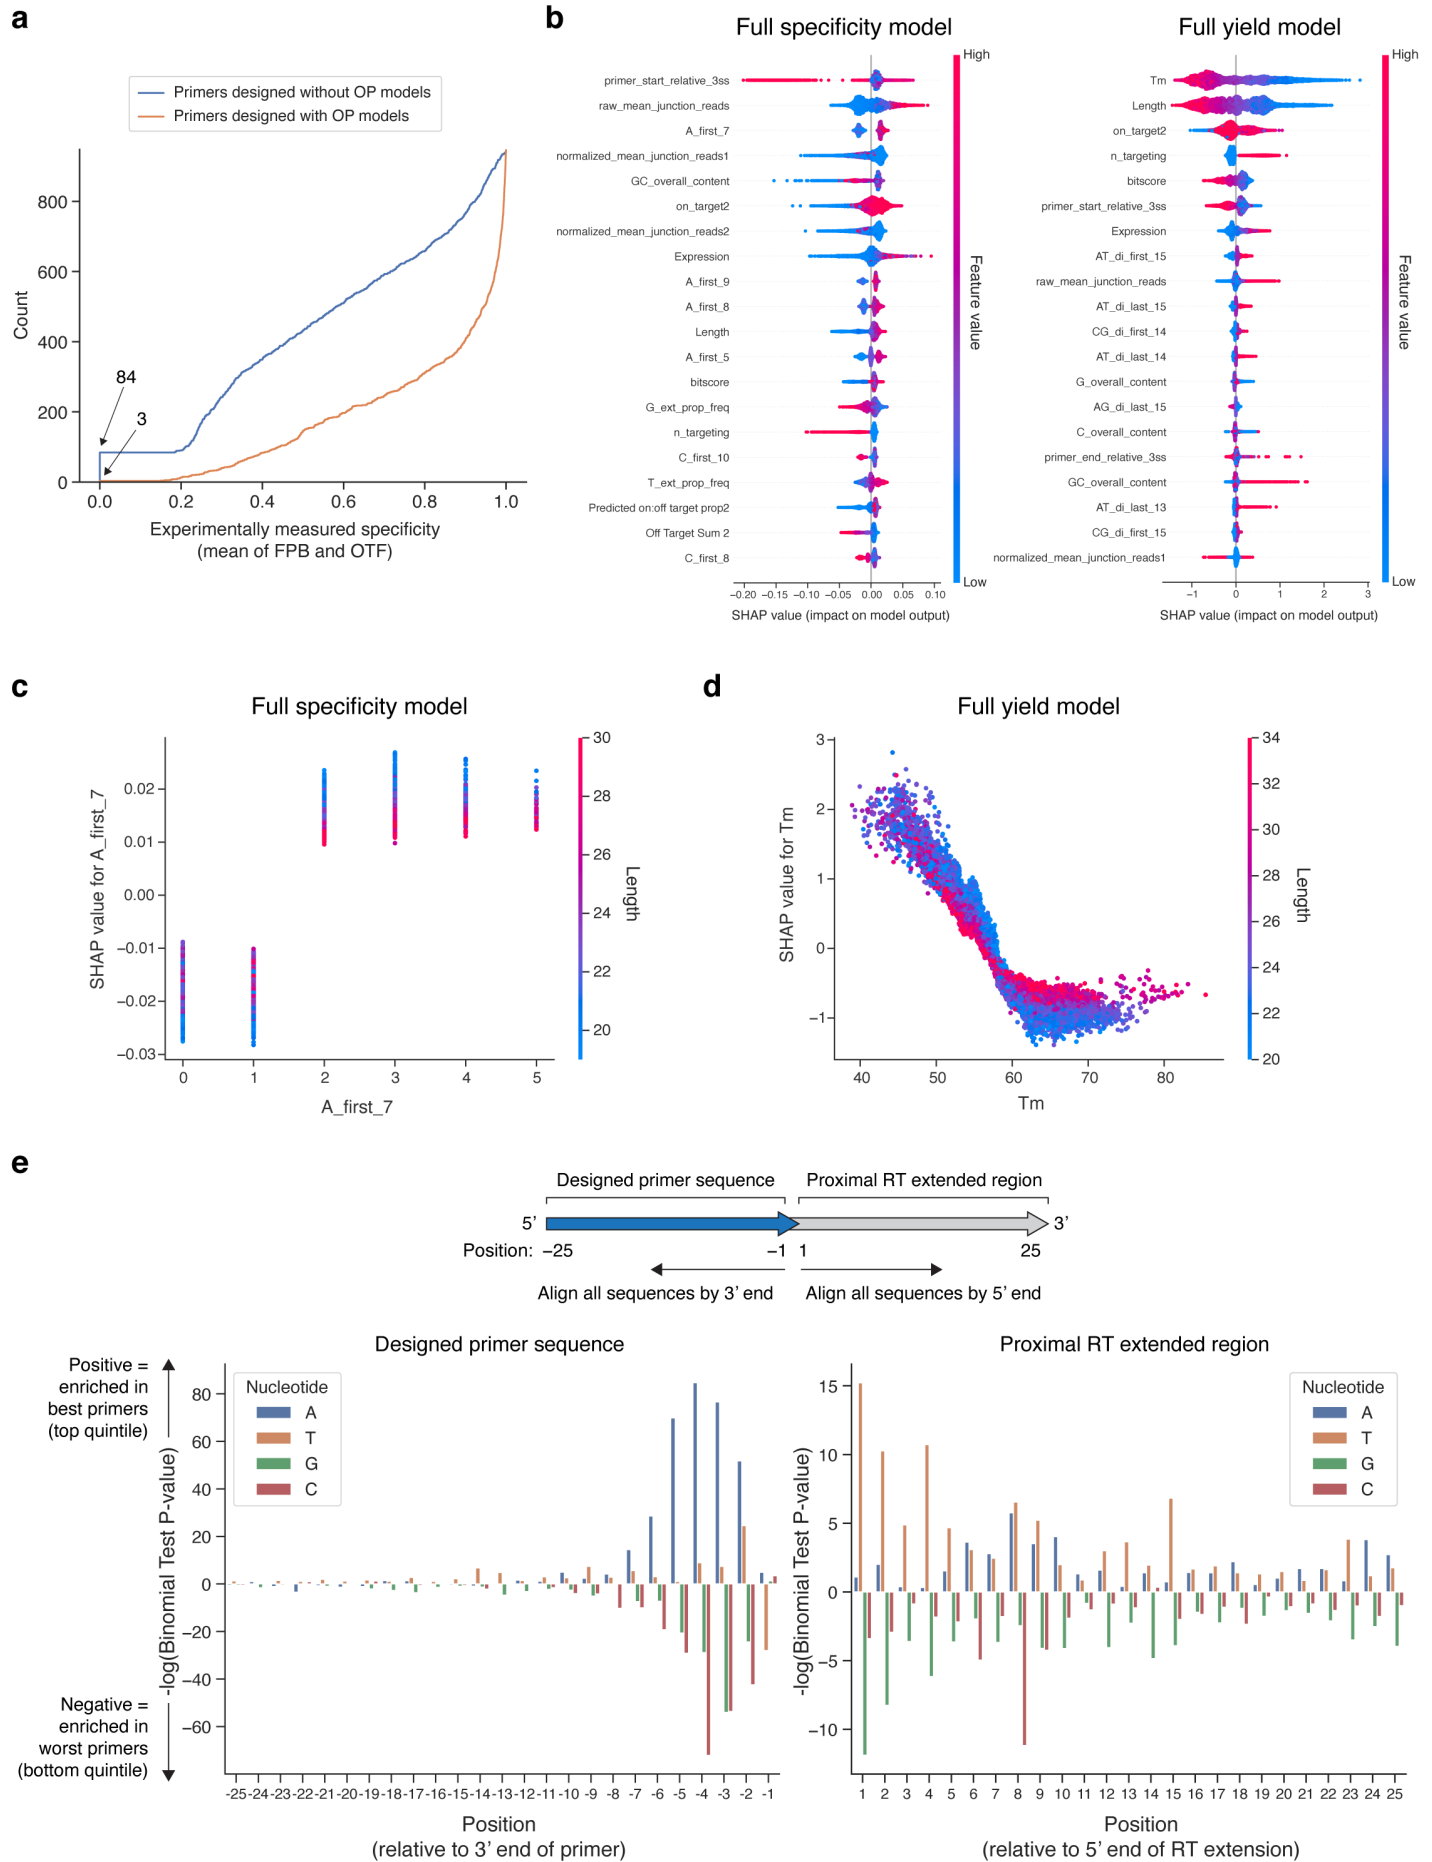 a
Primers designed without OP models
Primers designed with OP models
Count
800
600
400
200
0
84
3
0.0 0.2 0.4 0.6 0.8 1.0
Experimentally measured specificity
(mean of FPB and OTF)
b
Full specificity model
primer_start_relative_3ss
raw_mean_junction_reads
A_first_7
normalized_mean_junction_reads1
GC_overall_content
on_target2
normalized_mean_junction_reads2
Expression
A_first_9
A_first_8
Length
A_first_5
bitscore
G_ext_prop_freq
n_targeting
C_first_10
T_ext_prop_freq
Predicted on:off target prop2
Off Target Sum 2
C_first_8
−0.20 −0.15 −0.10 −0.05 0.00 0.05 0.10
SHAP value (impact on model output)
High
Feature value
Low
Full yield model
Tm
Length
on_target2
n_targeting
bitscore
primer_start_relative_3ss
Expression
AT_di_first_15
raw_mean_junction_reads
AT_di_last_15
CG_di_first_14
AT_di_last_14
G_overall_content
AG_di_last_15
C_overall_content
primer_end_relative_3ss
GC_overall_content
AT_di_last_13
CG_di_first_15
normalized_mean_junction_reads1
−1 0 1 2 3
SHAP value (impact on model output)
High
Feature value
Low
c
Full specificity model
SHAP value for A_first_7
0.02
0.01
0.00
−0.01
−0.02
−0.03
0 1 2 3 4 5
A_first_7
30
28
26
24
22
20
Length
d
Full yield model
SHAP value for Tm
3
2
1
0
−1
40 50 60 70 80
Tm
34
32
30
28
26
24
22
20
Length
e
Designed primer sequence
Proximal RT extended region
5’
3’
Position: −25 −1 1 25
Align all sequences by 3’ end
Align all sequences by 5’ end
Designed primer sequence
Positive =
enriched in
best primers
(top quintile)
Negative =
enriched in
worst primers
(bottom quintile)
-log(Binomial Test P-value)
80
60
40
20
0
−20
−40
−60
Nucleotide
A
T
G
C
-25 -24 -23 -22 -21 -20 -19 -18 -17 -16 -15 -14 -13 -12 -11 -10 -9 -8 -7 -6 -5 -4 -3 -2 -1
Position
(relative to 3’ end of primer)
Proximal RT extended region
-log(Binomial Test P-value)
15
10
5
0
−5
−10
Nucleotide
A
T
G
C
1 2 3 4 5 6 7 8 9 10 11 12 13 14 15 16 17 18 19 20 21 22 23 24 25
Position
(relative to 5’ end of RT extension)